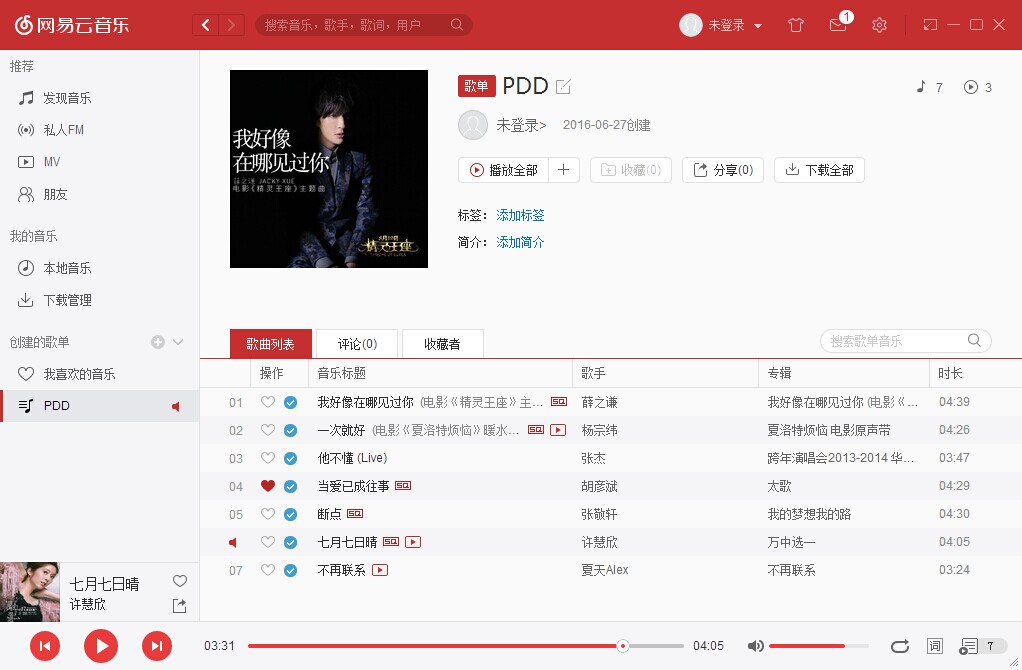 网易云音乐
搜索音乐，歌手，歌词，用户
未登录
1
推荐
发现音乐
私人FM
MV
朋友
我的音乐
本地音乐
下载管理
创建的歌单
我喜欢的音乐
PDD
我好像
在哪见过你
薛之谦 JACKY XUE
电影《精灵王座》主题曲
精灵王座
歌单 PDD
7 3
未登录> 2016-06-27创建
播放全部 收藏(0) 分享(0) 下载全部
标签： 添加标签
简介： 添加简介
歌曲列表 评论(0) 收藏者 搜索歌单音乐
操作 音乐标题 歌手 专辑 时长
01 我好像在哪见过你 (电影《精灵王座》主... SQ 薛之谦 我好像在哪见过你 (电影《... 04:39
02 一次就好 (电影《夏洛特烦恼》暖水... SQ 杨宗纬 夏洛特烦恼 电影原声带 04:26
03 他不懂 (Live) 张杰 跨年演唱会2013-2014 华... 03:47
04 当爱已成往事 SQ 胡彦斌 太歌 04:29
05 断点 SQ 张敬轩 我的梦想我的路 04:30
七月七日晴 SQ 许慧欣 万中选一 04:05
07 不再联系 夏天Alex 不再联系 03:24
七月七日晴
许慧欣
03:31 04:05 词 7